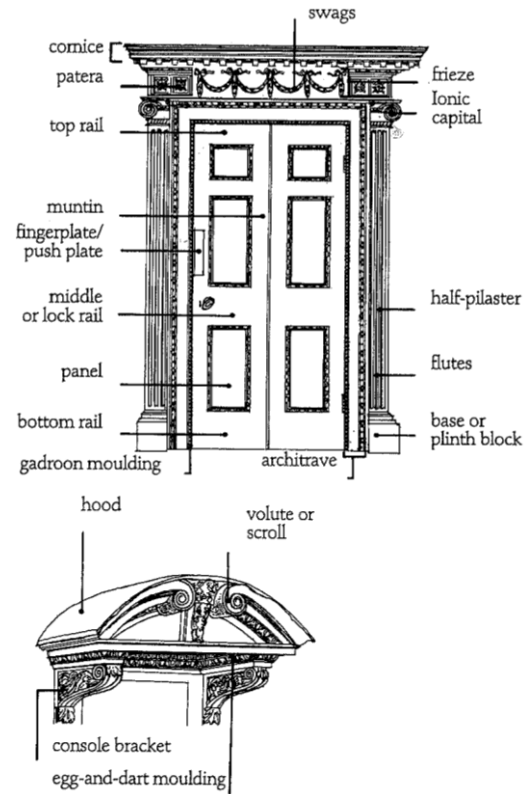 swags
cornice
patera
frieze
Ionic
capital
top rail
muntin
fingerplate/
push plate
middle
or lock rail
half-pilaster
panel
flutes
bottom rail
base or
plinth block
gadroon moulding
architrave
hood
volute or
scroll
console bracket
egg-and-dart moulding